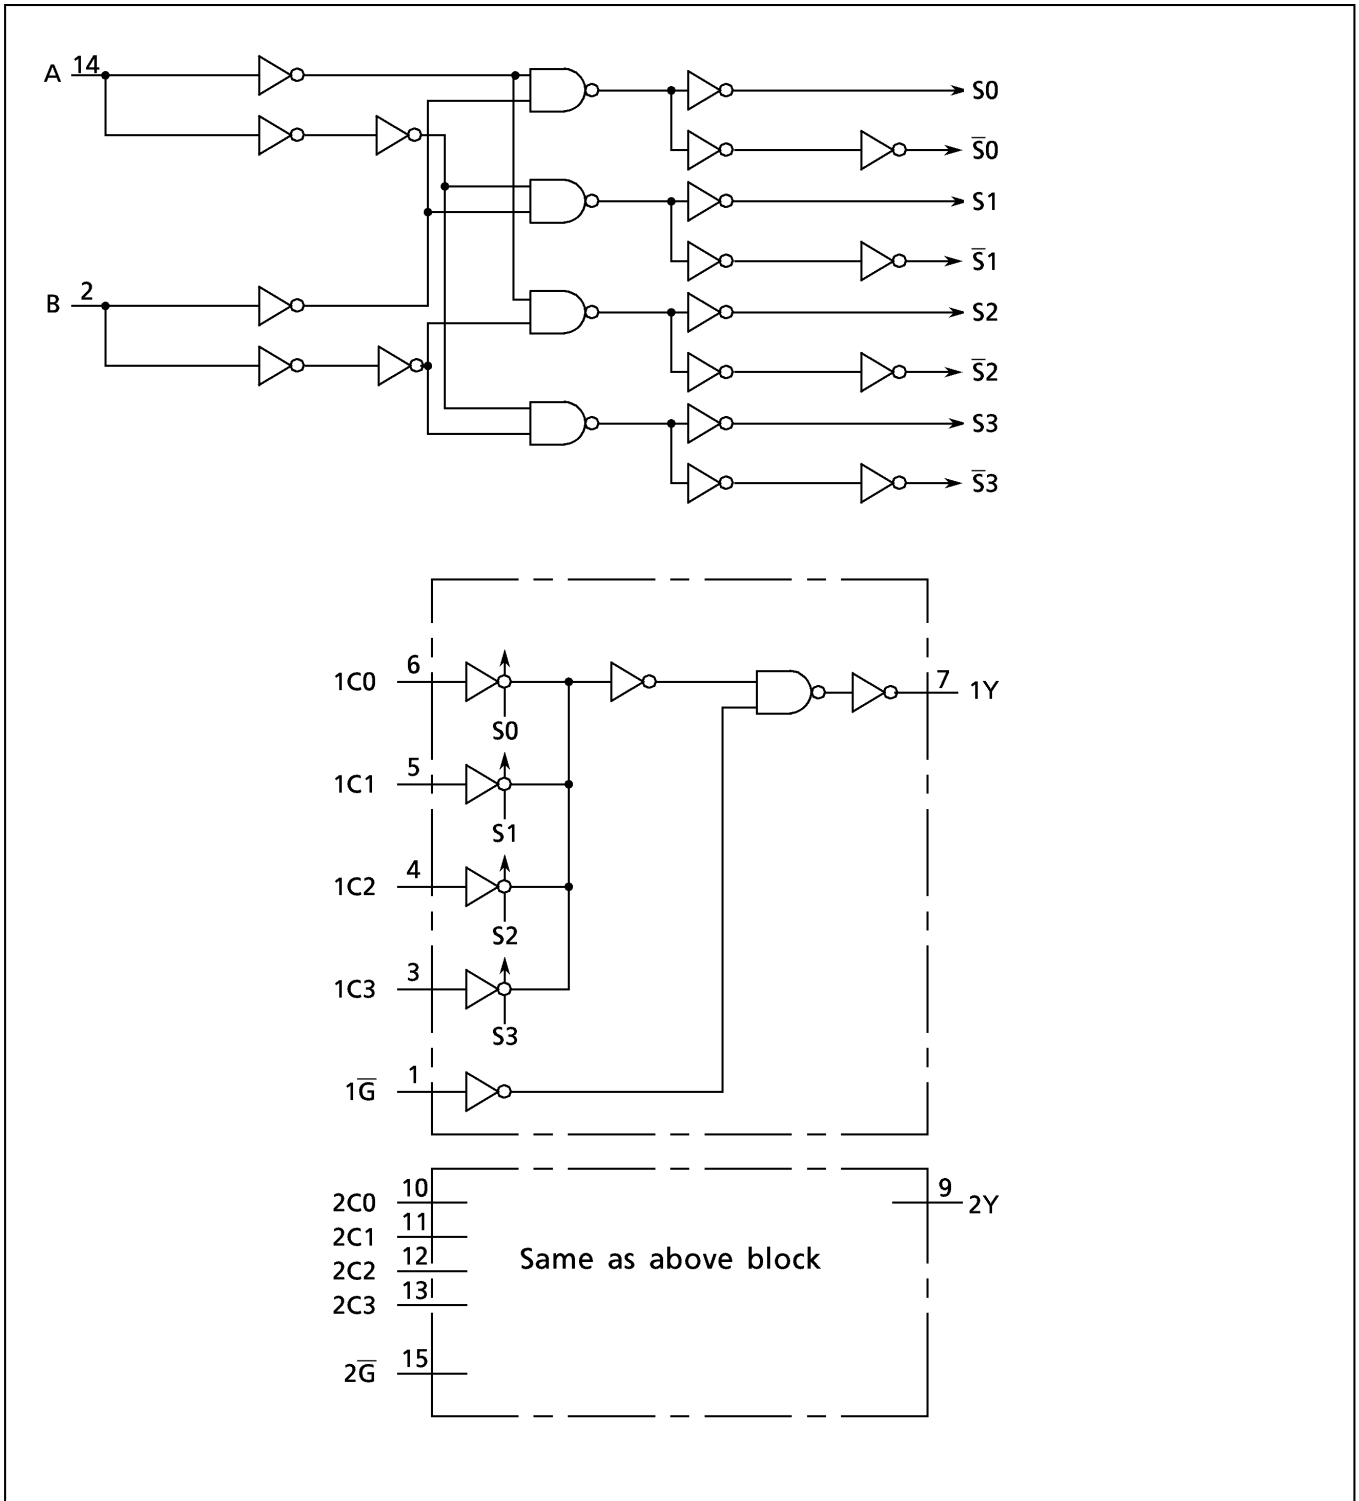 A 14 S0
S̅0
S1
S̅1
B 2 S2
S̅2
S3
S̅3
1C0 6 S0 7 1Y
1C1 5 S1
1C2 4 S2
1C3 3 S3
1G̅ 1
2C0 10 9 2Y
2C1 11
2C2 12
Same as above block
2C3 13
2G̅ 15